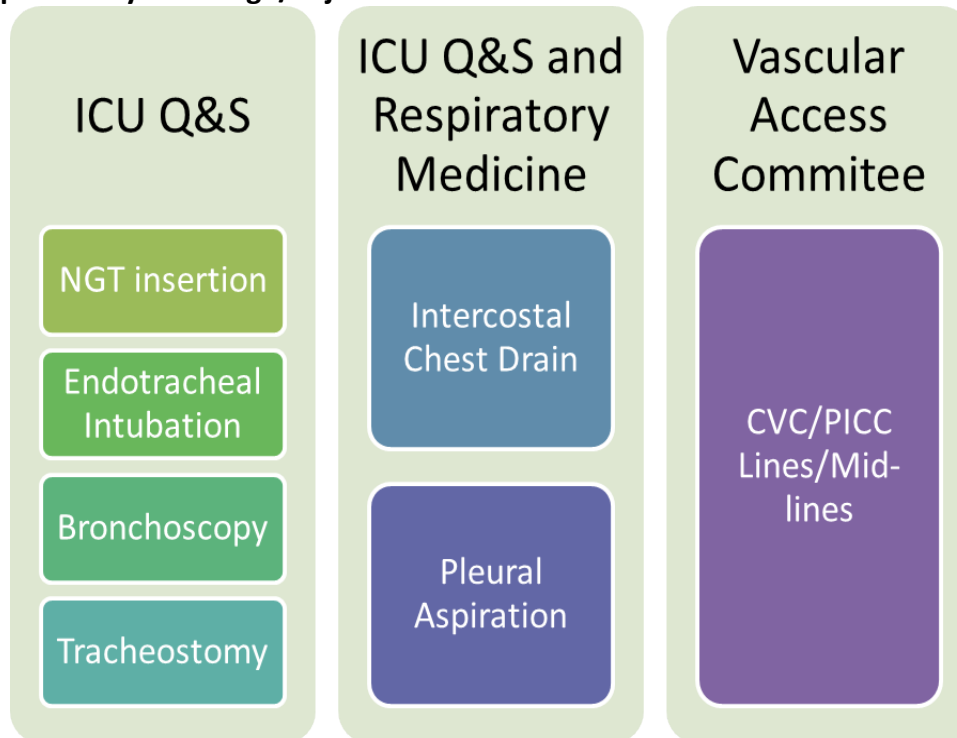 ICU Q&S
NGT insertion
Endotracheal
Intubation
Bronchoscopy
Tracheostomy
ICU Q&S and
Respiratory
Medicine
Intercostal
Chest Drain
Pleural
Aspiration
Vascular
Access
Commitee
CVC/PICC
Lines/Mid-
lines